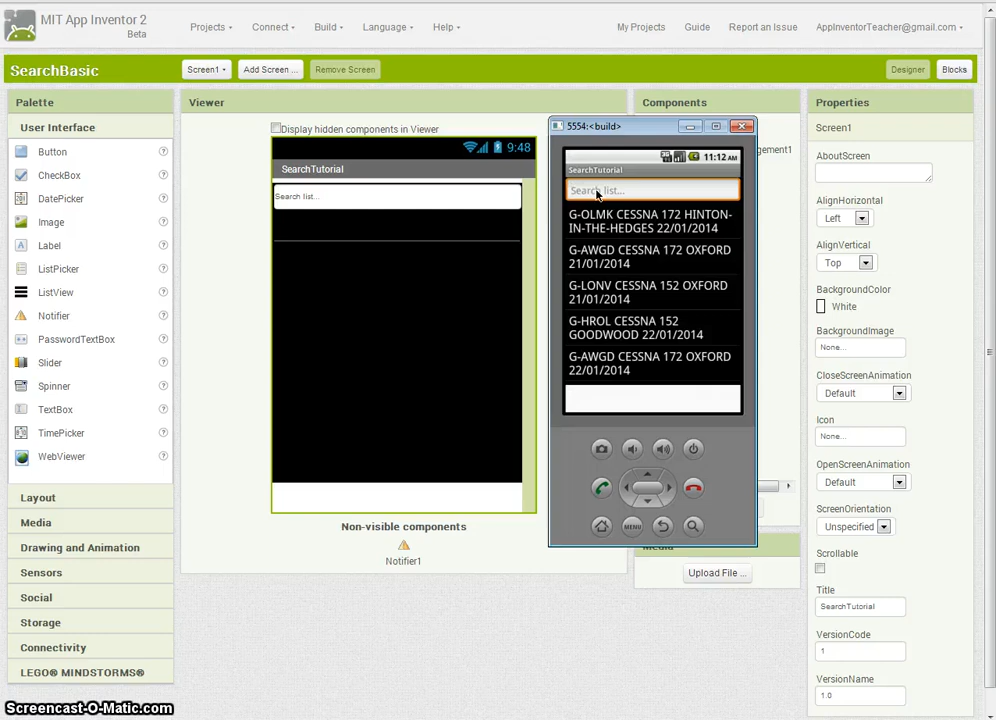 MIT App Inventor 2
Beta
Projects Connect Build Language Help My Projects Guide Report an Issue AppInventorTeacher@gmail.com
SearchBasic
Screen1 Add Screen ... Remove Screen Designer Blocks
Palette
User Interface
Button
CheckBox
DatePicker
Image
Label
ListPicker
ListView
Notifier
PasswordTextBox
Slider
Spinner
TextBox
TimePicker
WebViewer
Layout
Media
Drawing and Animation
Sensors
Social
Storage
Connectivity
LEGO® MINDSTORMS®
Viewer
Display hidden components in Viewer
9:48
SearchTutorial
Search list...
Non-visible components
Notifier1
Components
5554:<build>
11:12 AM
SearchTutorial
Search list...
G-OLMK CESSNA 172 HINTON-
IN-THE-HEDGES 22/01/2014
G-AWGD CESSNA 172 OXFORD
21/01/2014
G-LONV CESSNA 152 OXFORD
21/01/2014
G-HROL CESSNA 152
GOODWOOD 22/01/2014
G-AWGD CESSNA 172 OXFORD
22/01/2014
MENU
Upload File ...
Properties
Screen1
AboutScreen
AlignHorizontal
Left
AlignVertical
Top
BackgroundColor
White
BackgroundImage
None...
CloseScreenAnimation
Default
Icon
None...
OpenScreenAnimation
Default
ScreenOrientation
Unspecified
Scrollable
Title
SearchTutorial
VersionCode
1
VersionName
1.0
Screencast-O-Matic.com